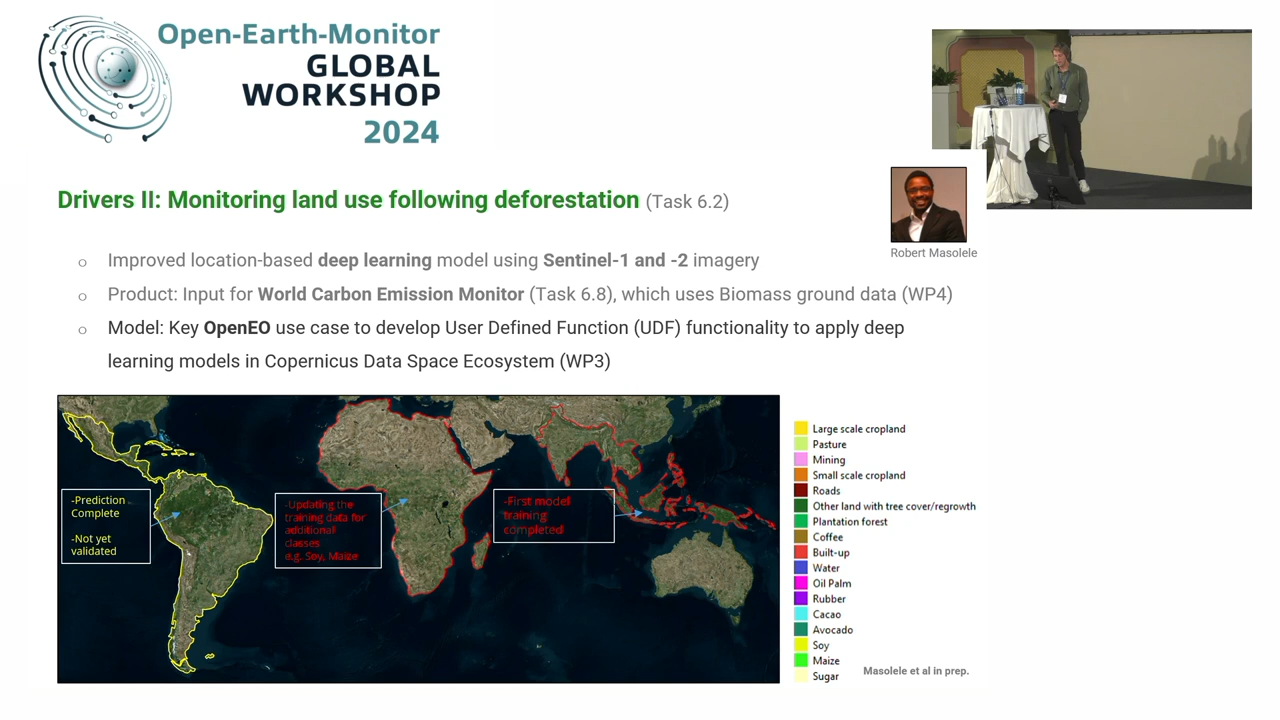 Open-Earth-Monitor
GLOBAL
WORKSHOP
2024
Drivers II: Monitoring land use following deforestation (Task 6.2)
Robert Masolele
Improved location-based deep learning model using Sentinel-1 and -2 imagery
Product: Input for World Carbon Emission Monitor (Task 6.8), which uses Biomass ground data (WP4)
Model: Key OpenEO use case to develop User Defined Function (UDF) functionality to apply deep
learning models in Copernicus Data Space Ecosystem (WP3)
-Prediction
Complete
-Not yet
validated
-Updating the
training data for
additional
classes
e.g. Soy, Maize
-First model
training
completed
Large scale cropland
Pasture
Mining
Small scale cropland
Roads
Other land with tree cover/regrowth
Plantation forest
Coffee
Built-up
Water
Oil Palm
Rubber
Cacao
Avocado
Soy
Maize
Sugar
Masolele et al in prep.